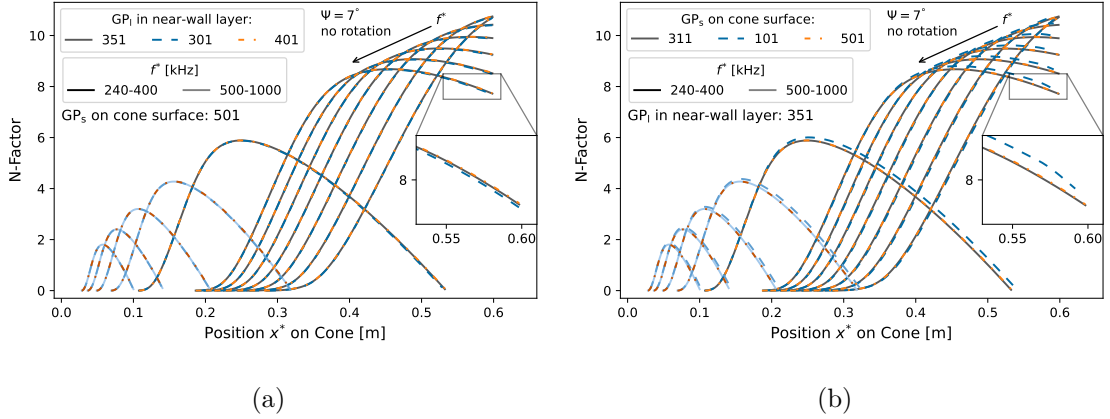 GPₗ in near-wall layer:
351 301 401
f* [kHz]
240-400 500-1000
GPₛ on cone surface: 501
Ψ = 7°
no rotation
f*
N-Factor
10
8
6
4
2
0
8
0.55 0.60
0.0 0.1 0.2 0.3 0.4 0.5 0.6
Position x* on Cone [m]
(a)
GPₛ on cone surface:
311 101 501
f* [kHz]
240-400 500-1000
GPₗ in near-wall layer: 351
Ψ = 7°
no rotation
f*
N-Factor
10
8
6
4
2
0
8
0.55 0.60
0.0 0.1 0.2 0.3 0.4 0.5 0.6
Position x* on Cone [m]
(b)